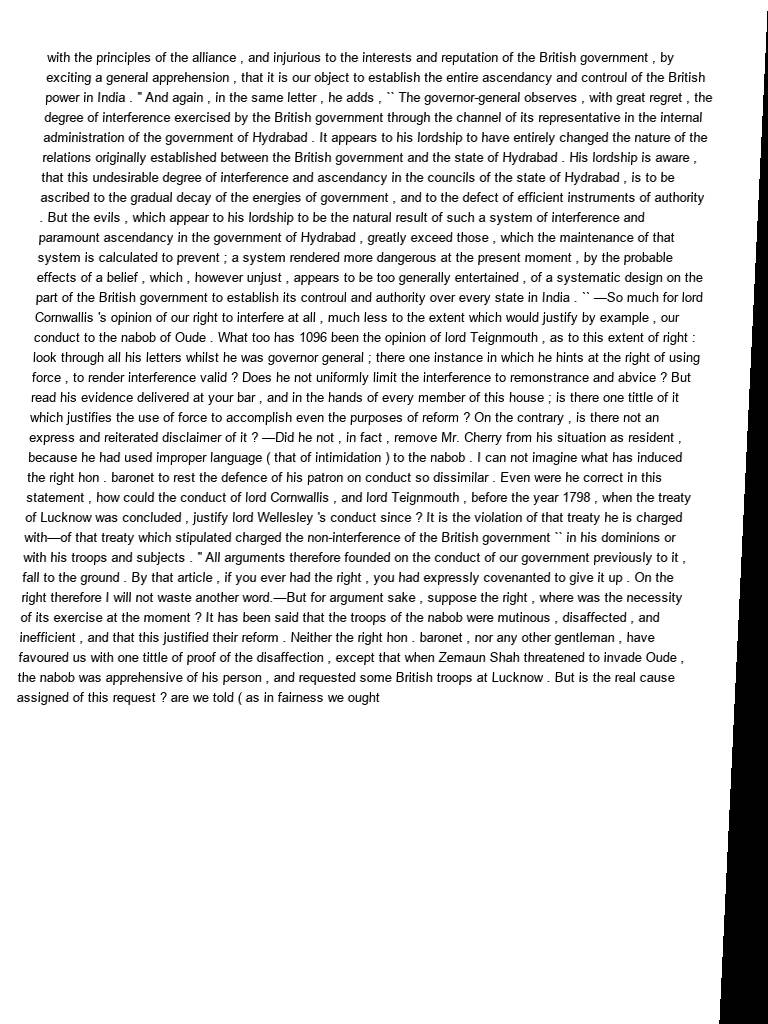 with the principles of the alliance , and injurious to the interests and reputation of the British government , by
exciting a general apprehension , that it is our object to establish the entire ascendancy and controul of the British
power in India . " And again , in the same letter , he adds , `` The governor-general observes , with great regret , the
degree of interference exercised by the British government through the channel of its representative in the internal
administration of the government of Hydrabad . It appears to his lordship to have entirely changed the nature of the
relations originally established between the British government and the state of Hydrabad . His lordship is aware ,
that this undesirable degree of interference and ascendancy in the councils of the state of Hydrabad , is to be
ascribed to the gradual decay of the energies of government , and to the defect of efficient instruments of authority
. But the evils , which appear to his lordship to be the natural result of such a system of interference and
paramount ascendancy in the government of Hydrabad , greatly exceed those , which the maintenance of that
system is calculated to prevent ; a system rendered more dangerous at the present moment , by the probable
effects of a belief , which , however unjust , appears to be too generally entertained , of a systematic design on the
part of the British government to establish its controul and authority over every state in India . `` —So much for lord
Cornwallis 's opinion of our right to interfere at all , much less to the extent which would justify by example , our
conduct to the nabob of Oude . What too has 1096 been the opinion of lord Teignmouth , as to this extent of right :
look through all his letters whilst he was governor general ; there one instance in which he hints at the right of using
force , to render interference valid ? Does he not uniformly limit the interference to remonstrance and advice ? But
read his evidence delivered at your bar , and in the hands of every member of this house ; is there one tittle of it
which justifies the use of force to accomplish even the purposes of reform ? On the contrary , is there not an
express and reiterated disclaimer of it ? —Did he not , in fact , remove Mr. Cherry from his situation as resident ,
because he had used improper language ( that of intimidation ) to the nabob . I can not imagine what has induced
the right hon . baronet to rest the defence of his patron on conduct so dissimilar . Even were he correct in this
statement , how could the conduct of lord Cornwallis , and lord Teignmouth , before the year 1798 , when the treaty
of Lucknow was concluded , justify lord Wellesley 's conduct since ? It is the violation of that treaty he is charged
with—of that treaty which stipulated charged the non-interference of the British government `` in his dominions or
with his troops and subjects . " All arguments therefore founded on the conduct of our government previously to it ,
fall to the ground . By that article , if you ever had the right , you had expressly covenanted to give it up . On the
right therefore I will not waste another word.—But for argument sake , suppose the right , where was the necessity
of its exercise at the moment ? It has been said that the troops of the nabob were mutinous , disaffected , and
inefficient , and that this justified their reform . Neither the right hon . baronet , nor any other gentleman , have
favoured us with one tittle of proof of the disaffection , except that when Zemaun Shah threatened to invade Oude ,
the nabob was apprehensive of his person , and requested some British troops at Lucknow . But is the real cause
assigned of this request ? are we told ( as in fairness we ought